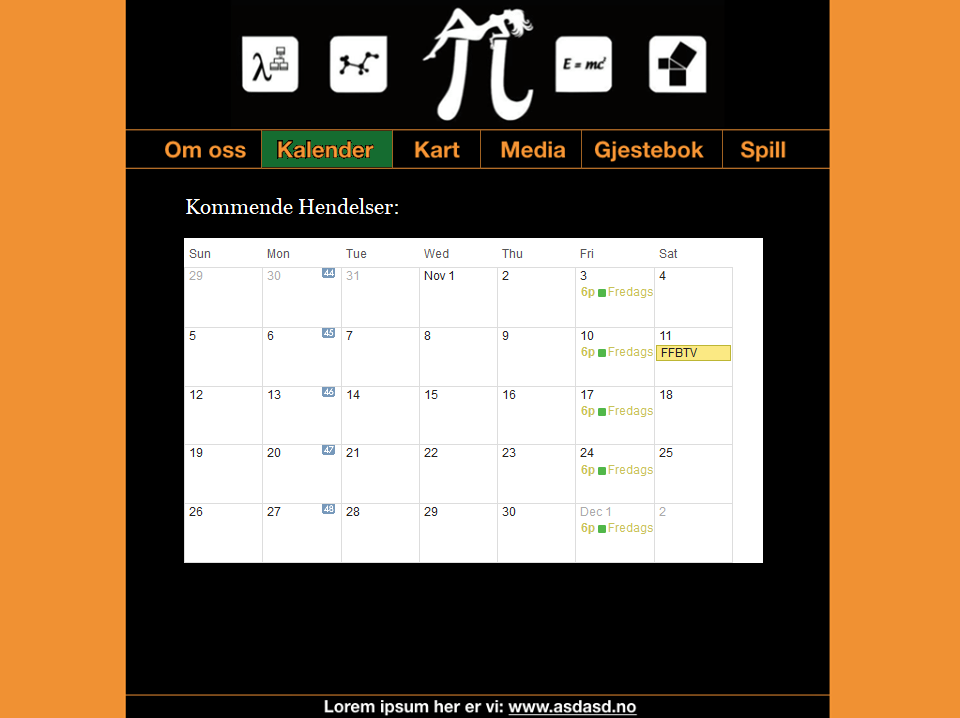 λ
π
E = mc²
Om oss Kalender Kart Media Gjestebok Spill
Kommende Hendelser:
Sun Mon Tue Wed Thu Fri Sat
29 30 44 31 Nov 1 2 3 4
6p Fredags
5 6 45 7 8 9 10 11
6p Fredags FFBTV
12 13 46 14 15 16 17 18
6p Fredags
19 20 47 21 22 23 24 25
6p Fredags
26 27 48 28 29 30 Dec 1 2
6p Fredags
Lorem ipsum her er vi: www.asdasd.no